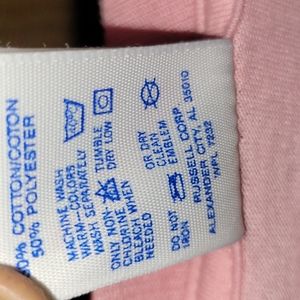 50% COTTON/COTON
50% POLYESTER
MACHINE WASH
WARM—COLORS
WASH SEPARATELY
ONLY NON-
CHLORINE
BLEACH WHEN
NEEDED
TUMBLE
DRY LOW
DO NOT
IRON
OR DRY
CLEAN
EMBLEM
RUSSELL CORP
ALEXANDER CITY, AL 35010
WPL 7232